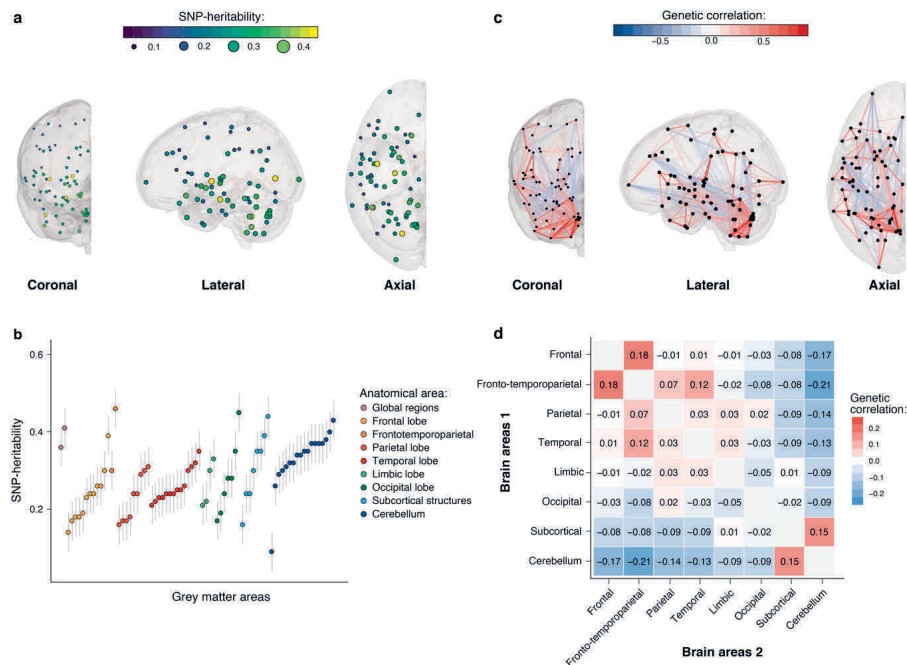 a
SNP-heritability:
0.1 0.2 0.3 0.4
Coronal
Lateral
Axial
c
Genetic correlation:
−0.5 0.0 0.5
Coronal
Lateral
Axial
b
SNP-heritability
0.6
0.4
0.2
Grey matter areas
Anatomical area:
Global regions
Frontal lobe
Frontotemporoparietal
Parietal lobe
Temporal lobe
Limbic lobe
Occipital lobe
Subcortical structures
Cerebellum
d
Brain areas 1
Frontal 0.18 −0.01 0.01 −0.01 −0.03 −0.08 −0.17
Fronto-temporoparietal 0.18 0.07 0.12 −0.02 −0.08 −0.08 −0.21
Parietal −0.01 0.07 0.03 0.03 0.02 −0.09 −0.14
Temporal 0.01 0.12 0.03 0.03 −0.03 −0.09 −0.13
Limbic −0.01 −0.02 0.03 0.03 −0.05 0.01 −0.09
Occipital −0.03 −0.08 0.02 −0.03 −0.05 −0.02 −0.09
Subcortical −0.08 −0.08 −0.09 −0.09 0.01 −0.02 0.15
Cerebellum −0.17 −0.21 −0.14 −0.13 −0.09 −0.09 0.15
Frontal
Fronto-temporoparietal
Parietal
Temporal
Limbic
Occipital
Subcortical
Cerebellum
Brain areas 2
Genetic
correlation:
0.2
0.1
0.0
−0.1
−0.2